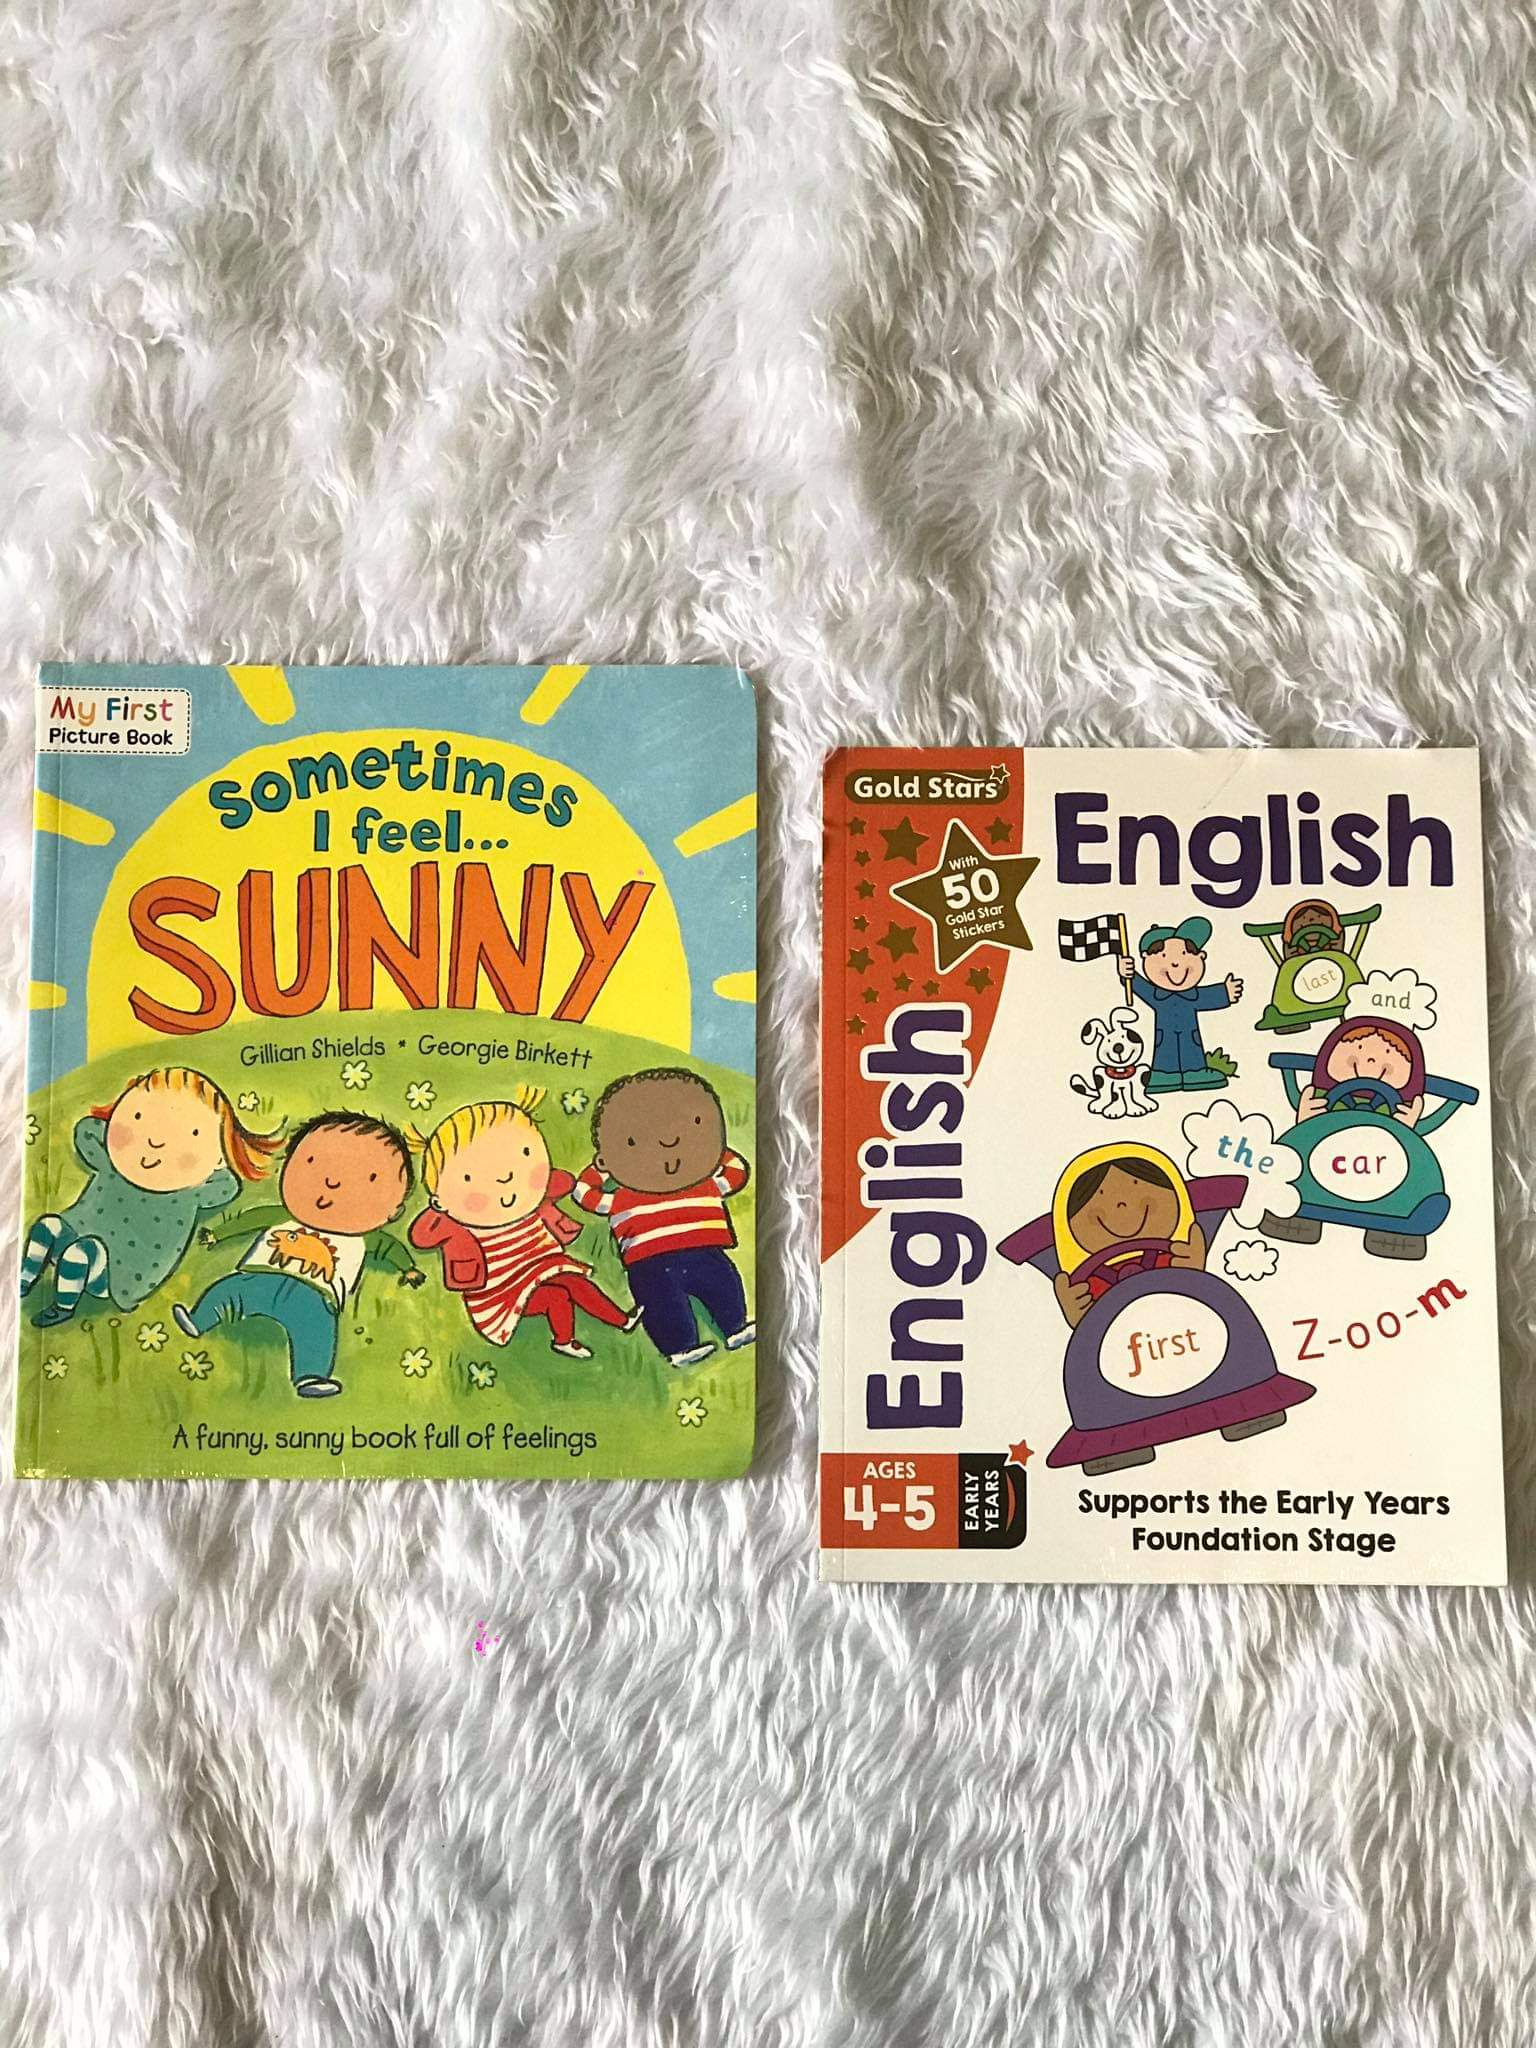 My First
Picture Book
Sometimes
I feel...
SUNNY
Gillian Shields * Georgie Birkett
A funny, sunny book full of feelings
Gold Stars
With
50
Gold Star
Stickers
English
English
last
and
the
car
first
Z-oo-m
AGES
4-5
EARLY
YEARS
Supports the Early Years
Foundation Stage